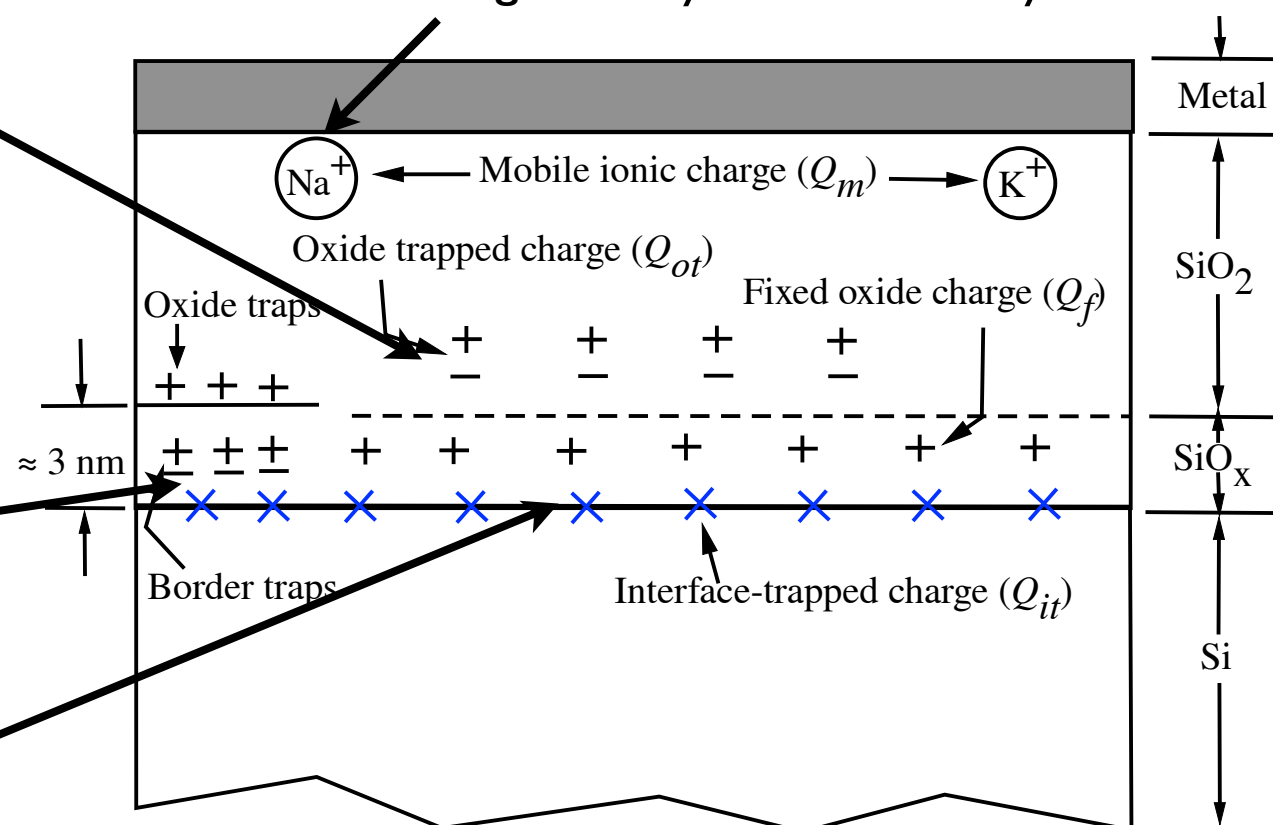 Metal
Na+
Mobile ionic charge (Qm)
K+
Oxide trapped charge (Qot)
SiO2
Fixed oxide charge (Qf)
Oxide traps
+ + + +
− − − −
+ + +
≈ 3 nm
± ± ± + + + + + + +
SiOx
Border traps
Interface-trapped charge (Qit)
Si